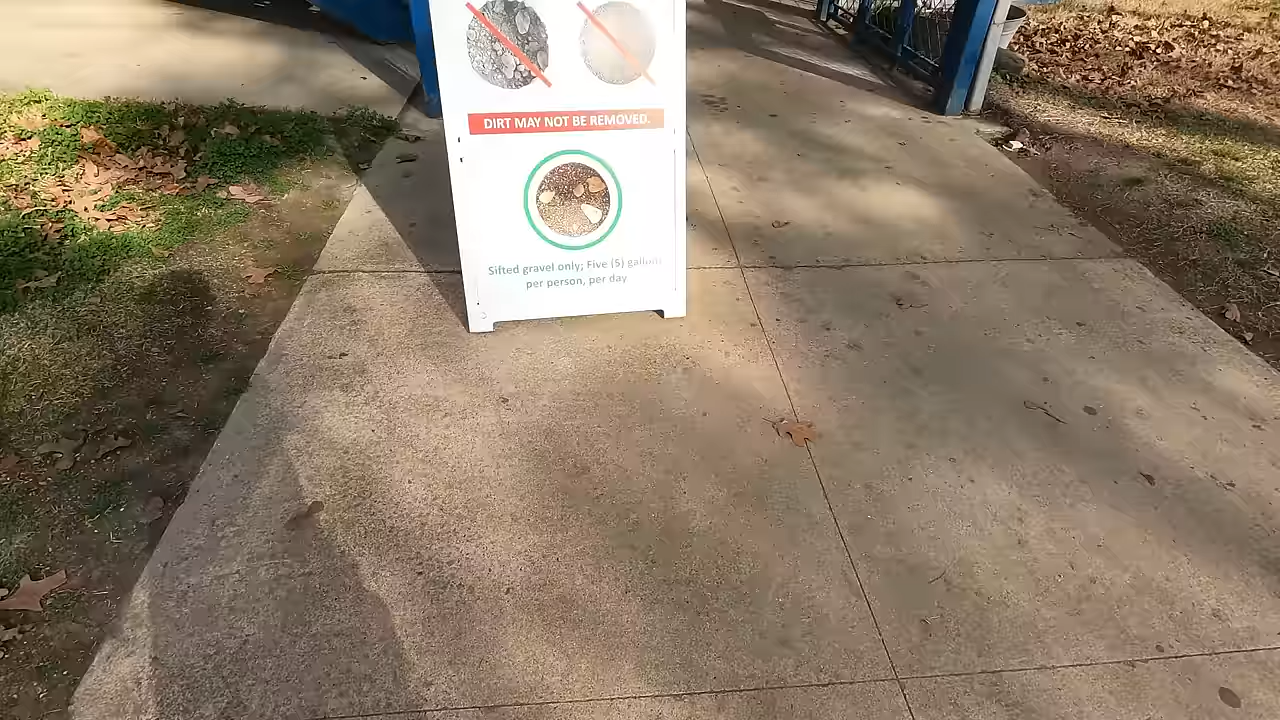 DIRT MAY NOT BE REMOVED.
Sifted gravel only; Five (5) gallons
per person, per day